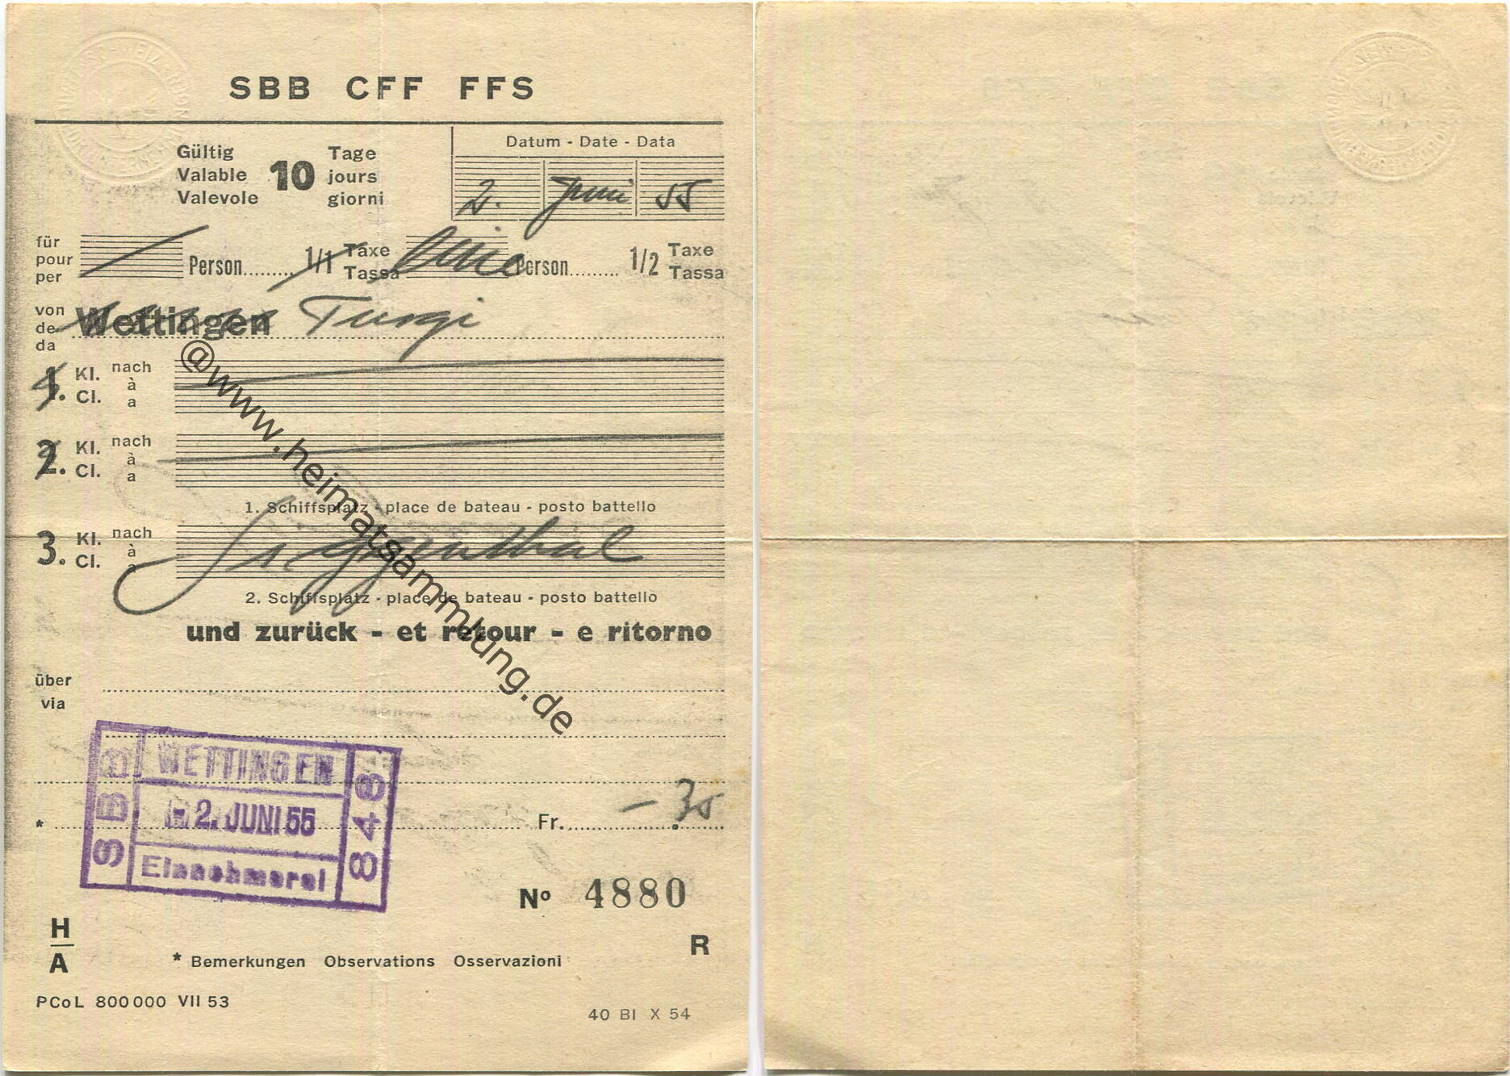 SBB CFF FFS
Gültig
Valable
Valevole
10
Tage
jours
giorni
Datum - Date - Data
2. Juni 55
für
pour
per
Person........ 1/1 Taxe
Tassa
eine Person........ 1/2 Taxe
Tassa
von
de
da
Wettingen Turgi
1. Kl. nach
Cl. à
a
2. Kl. nach
Cl. à
a
1. Schiffsplatz - place de bateau - posto battello
3. Kl. nach
Cl. à
a
Siggenthal
2. Schiffsplatz - place de bateau - posto battello
und zurück - et retour - e ritorno
über
via
SBB
WETTINGEN
- 2. JUNI 55
Einnehmerei
848
* Fr. -.35
Nº 4880
H
A
R
* Bemerkungen Observations Osservazioni
PCoL 800000 VII 53
40 BI X 54
@www.heimatsammlung.de